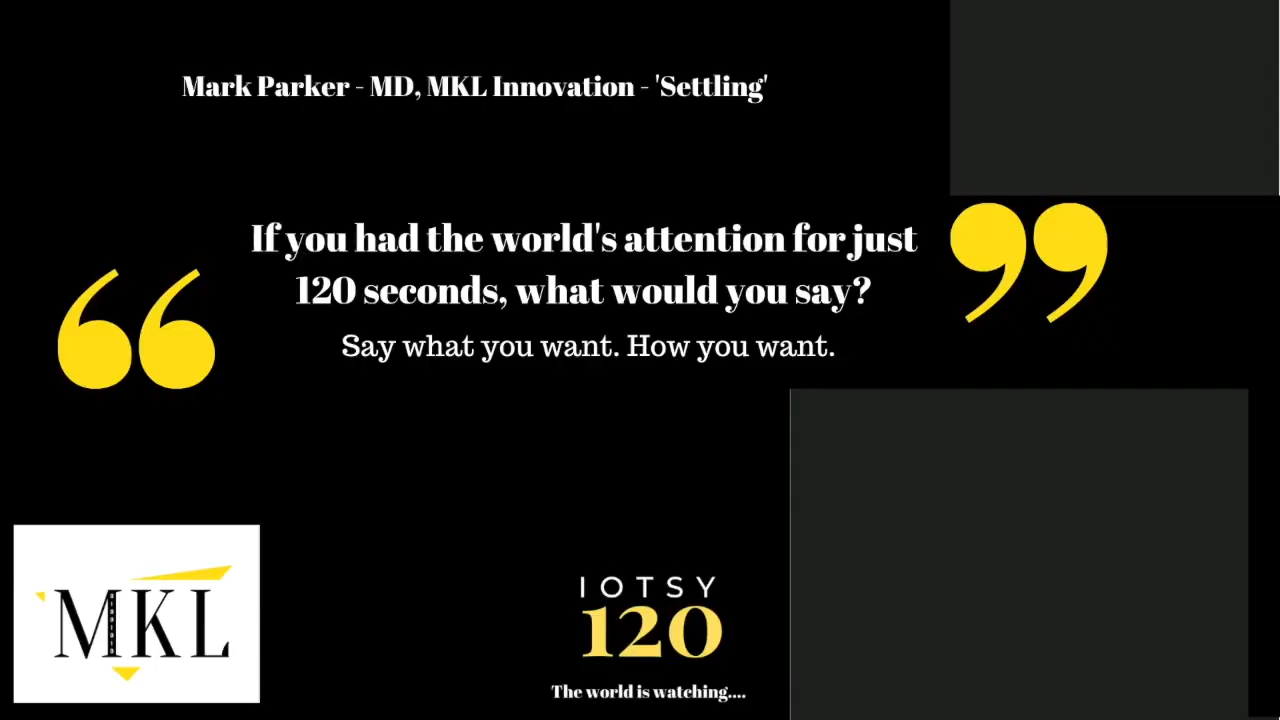 Mark Parker - MD, MKL Innovation - 'Settling'
If you had the world's attention for just
120 seconds, what would you say?
Say what you want. How you want.
MKL
IOTSY
120
The world is watching....